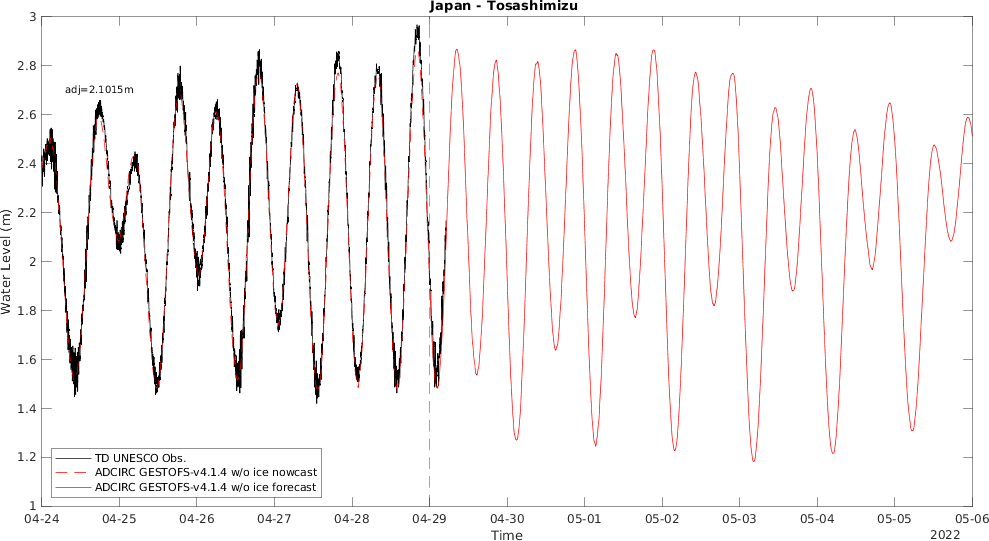 Japan - Tosashimizu
3
2.8
2.6
2.4
2.2
2
1.8
1.6
1.4
1.2
1
Water Level (m)
adj=2.1015m
TD UNESCO Obs.
ADCIRC GESTOFS-v4.1.4 w/o ice nowcast
ADCIRC GESTOFS-v4.1.4 w/o ice forecast
04-24 04-25 04-26 04-27 04-28 04-29 04-30 05-01 05-02 05-03 05-04 05-05 05-06
Time
2022